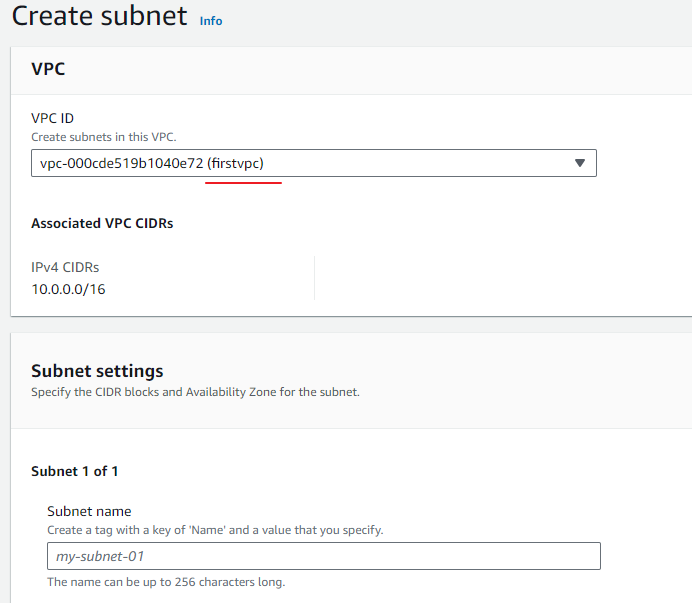 Create subnet Info
VPC
VPC ID
Create subnets in this VPC.
vpc-000cde519b1040e72 (firstvpc)
Associated VPC CIDRs
IPv4 CIDRs
10.0.0.0/16
Subnet settings
Specify the CIDR blocks and Availability Zone for the subnet.
Subnet 1 of 1
Subnet name
Create a tag with a key of 'Name' and a value that you specify.
my-subnet-01
The name can be up to 256 characters long.